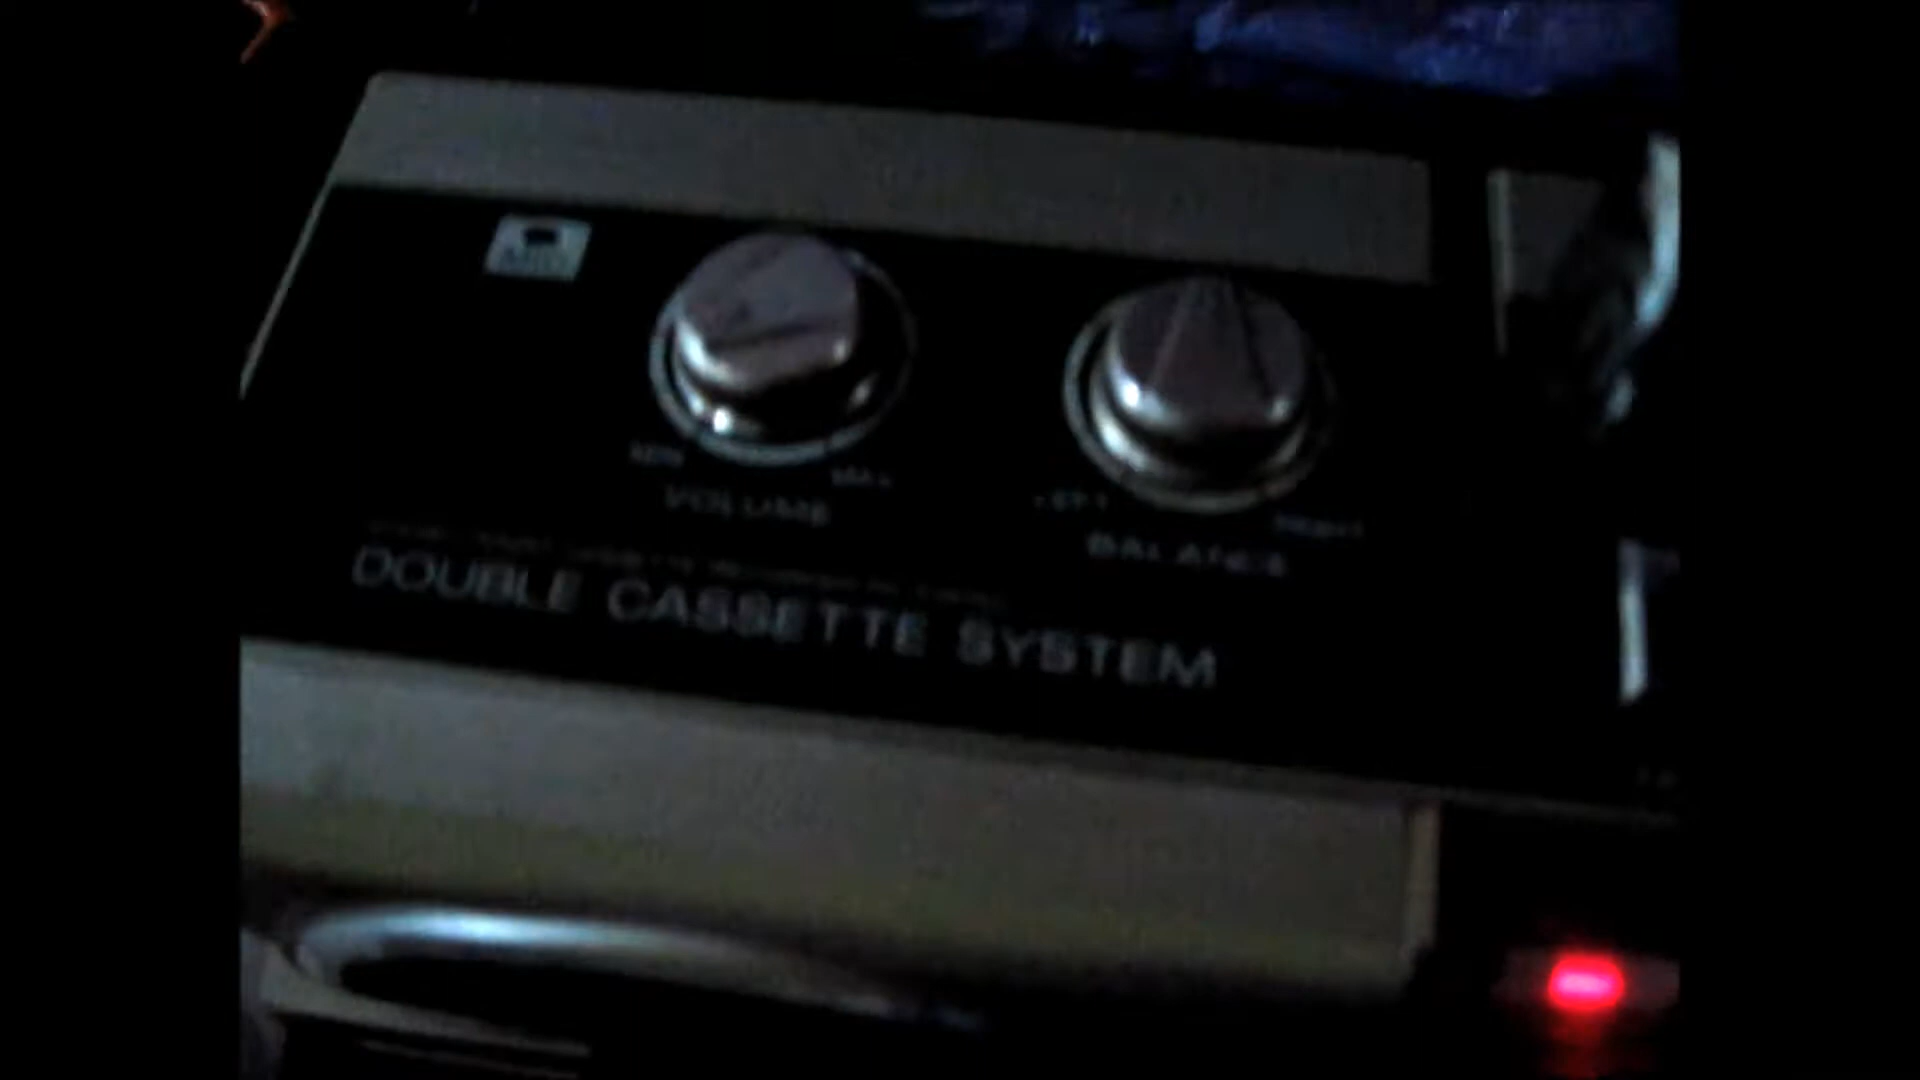 MIN MAX
VOLUME
LEFT RIGHT
BALANCE
DOUBLE CASSETTE SYSTEM